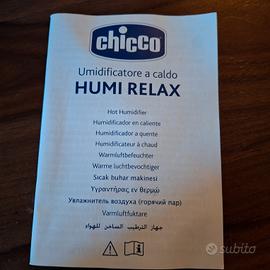 chicco
Umidificatore a caldo
HUMI RELAX
Hot Humidifier
Humidificador en caliente
Humidificador a quente
Humidificateur à chaud
Warmluftbefeuchter
Warme luchtbevochtiger
Sıcak buhar makinesi
Υγραντήρας εν θερμώ
Увлажнитель воздуха (горячий пар)
Varmluftfuktare
جهاز الترطيب الساخن للهواء
subito